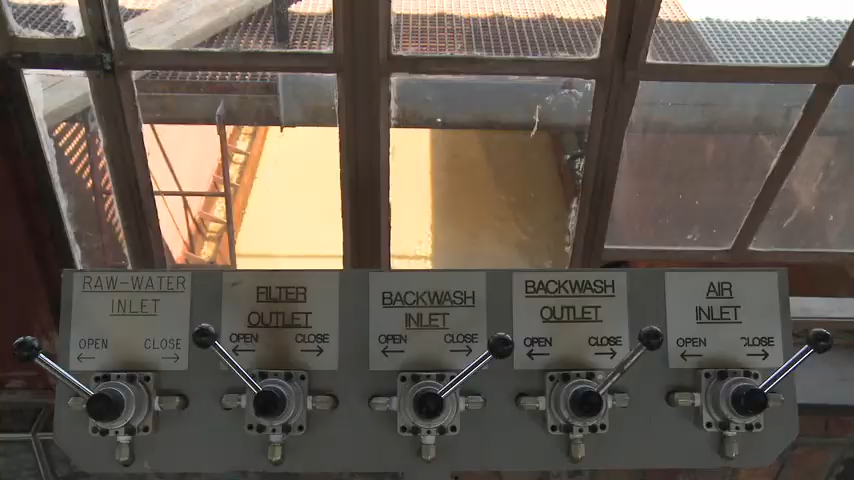 RAW-WATER
INLET
OPEN CLOSE
FILTER
OUTLET
OPEN CLOSE
BACKWASH
INLET
OPEN CLOSE
BACKWASH
OUTLET
OPEN CLOSE
AIR
INLET
OPEN CLOSE